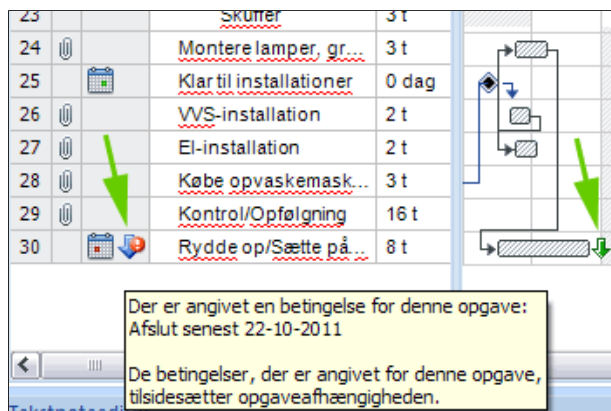 23 Skuffer 3 t
24 Montere lamper, gr... 3 t
25 Klar til installationer 0 dag
26 VVS-installation 2 t
27 El-installation 2 t
28 Købe opvaskemask... 3 t
29 Kontrol/Opfølgning 16 t
30 Rydde op/Sætte på... 8 t
Der er angivet en betingelse for denne opgave:
Afslut senest 22-10-2011
De betingelser, der er angivet for denne opgave,
tilsidesætter opgaveafhængigheden.